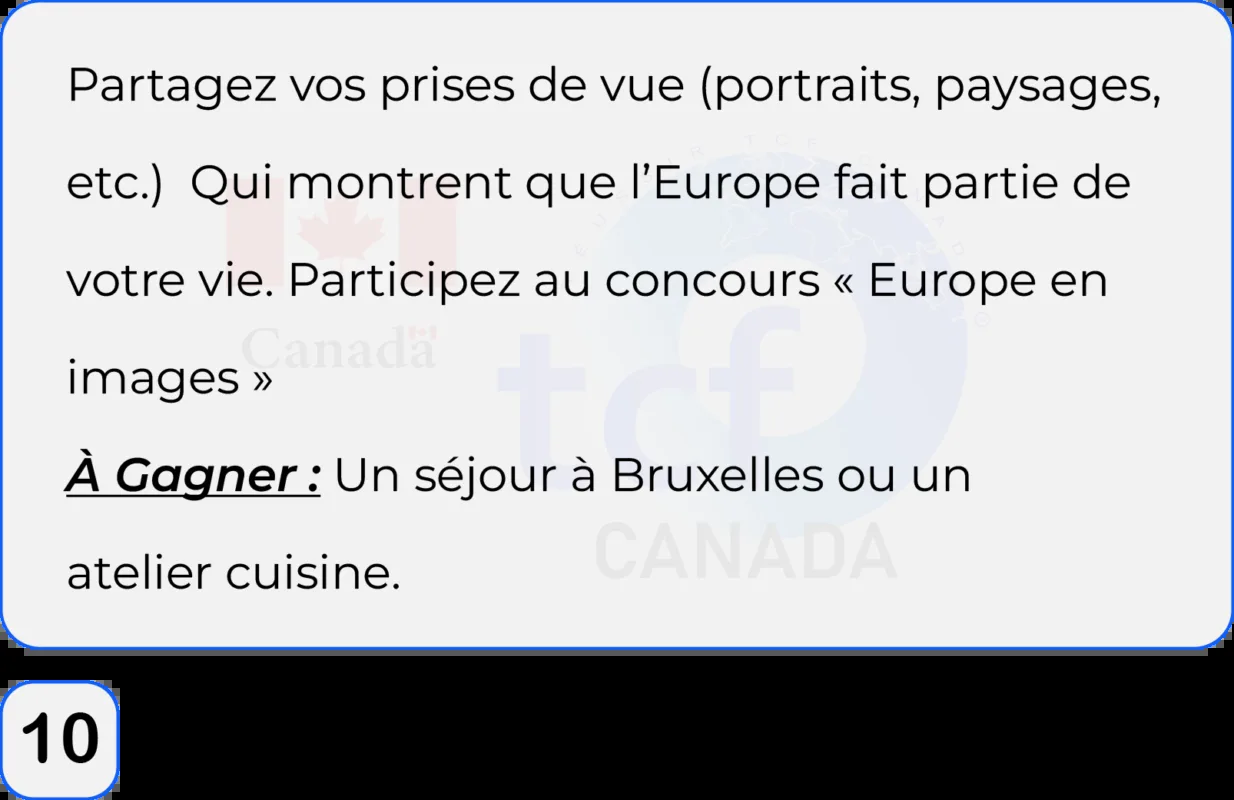 Partagez vos prises de vue (portraits, paysages,
etc.)  Qui montrent que l’Europe fait partie de
votre vie. Participez au concours « Europe en
images »
À Gagner : Un séjour à Bruxelles ou un
atelier cuisine.
Canada
tcf
CANADA
10